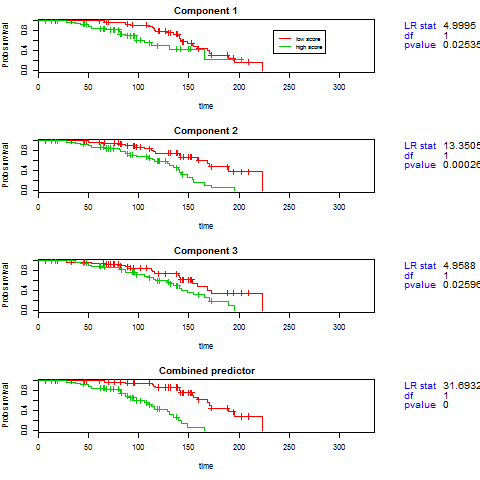 Component 1
Prob survival
0.0 0.4 0.8
low score
high score
0 50 100 150 200 250 300
time
LR stat 4.9995
df 1
pvalue 0.02535
Component 2
Prob survival
0.0 0.4 0.8
0 50 100 150 200 250 300
time
LR stat 13.3505
df 1
pvalue 0.00026
Component 3
Prob survival
0.0 0.4 0.8
0 50 100 150 200 250 300
time
LR stat 4.9588
df 1
pvalue 0.02596
Combined predictor
Prob survival
0.0 0.4 0.8
0 50 100 150 200 250 300
time
LR stat 31.6932
df 1
pvalue 0